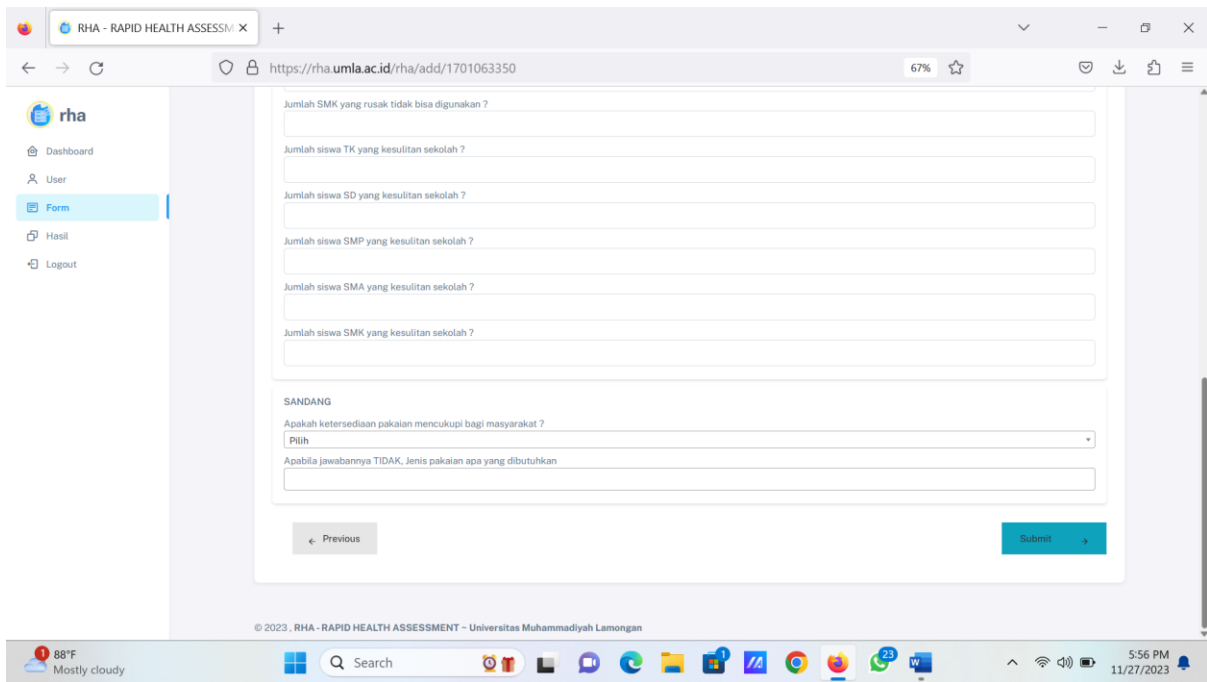 RHA - RAPID HEALTH ASSESSM
https://rha.umla.ac.id/rha/add/1701063350
67%
rha
Dashboard
User
Form
Hasil
Logout
Jumlah SMK yang rusak tidak bisa digunakan ?
Jumlah siswa TK yang kesulitan sekolah ?
Jumlah siswa SD yang kesulitan sekolah ?
Jumlah siswa SMP yang kesulitan sekolah ?
Jumlah siswa SMA yang kesulitan sekolah ?
Jumlah siswa SMK yang kesulitan sekolah ?
SANDANG
Apakah ketersediaan pakaian mencukupi bagi masyarakat ?
Pilih
Apabila jawabannya TIDAK, Jenis pakaian apa yang dibutuhkan
← Previous
Submit →
© 2023 , RHA - RAPID HEALTH ASSESSMENT – Universitas Muhammadiyah Lamongan
1
88°F
Mostly cloudy
Search
1
23
W
5:56 PM
11/27/2023